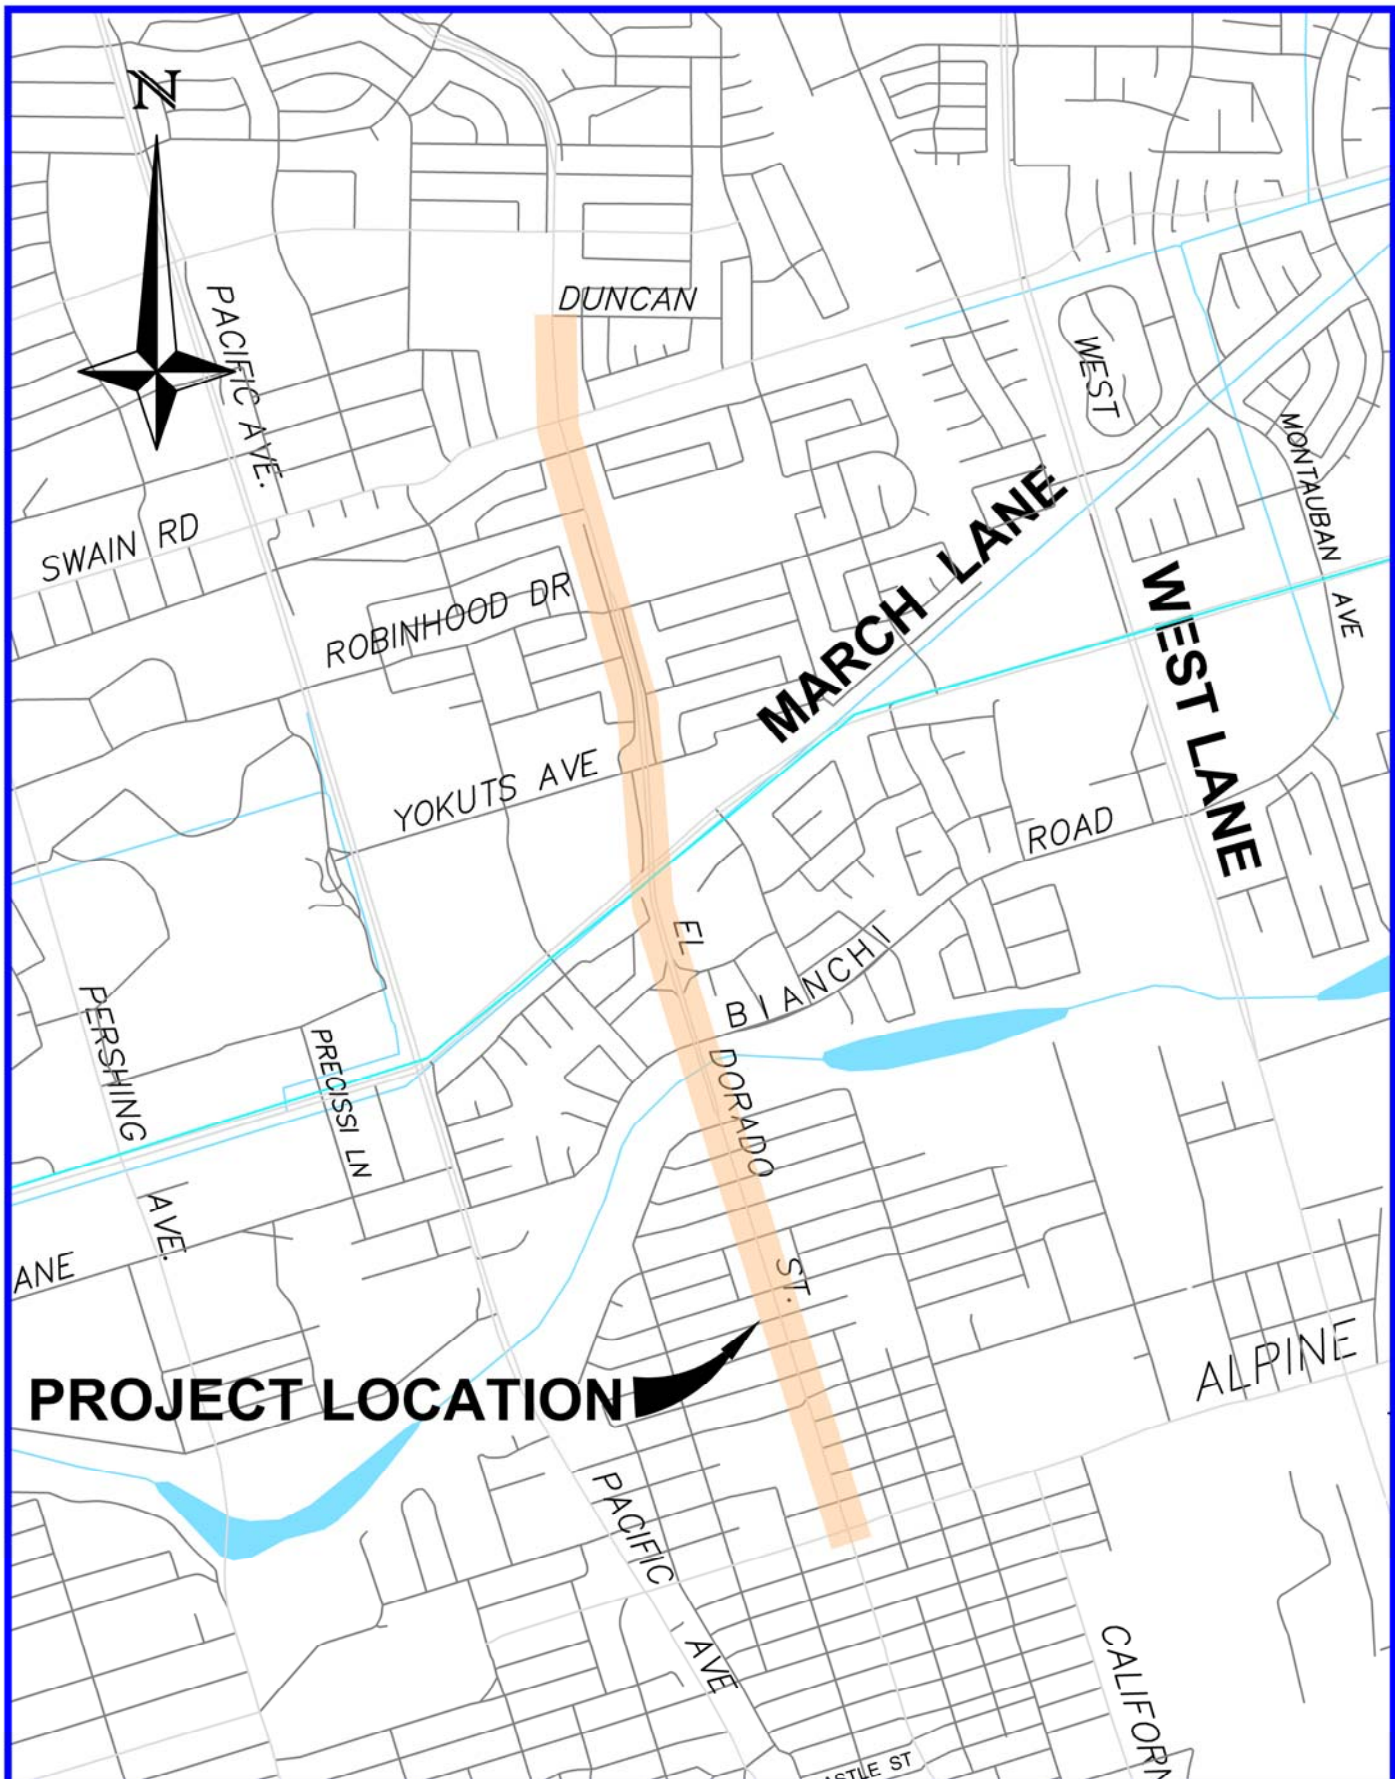 N
DUNCAN
PACIFIC AVE.
WEST
MONTAUBAN AVE
SWAIN RD
MARCH LANE
ROBINHOOD DR
WEST LANE
YOKUTS AVE
ROAD
BIANCHI
EL DORADO ST.
PERSHING AVE.
PRECISSI LN
ANE
PROJECT LOCATION
ALPINE
PACIFIC AVE
CALIFORN
ASTLE ST